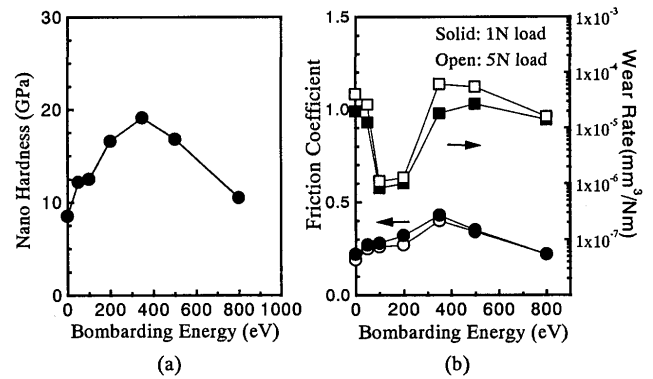 30
20
10
0
Nano Hardness (GPa)
0 200 400 600 800 1000
Bombarding Energy (eV)
(a)
1.5
1.0
0.5
0.0
Friction Coefficient
Solid: 1N load
Open: 5N load
1x10⁻³
1x10⁻⁴
1x10⁻⁵
1x10⁻⁶
1x10⁻⁷
Wear Rate(mm³/Nm)
0 200 400 600 800
Bombarding Energy (eV)
(b)